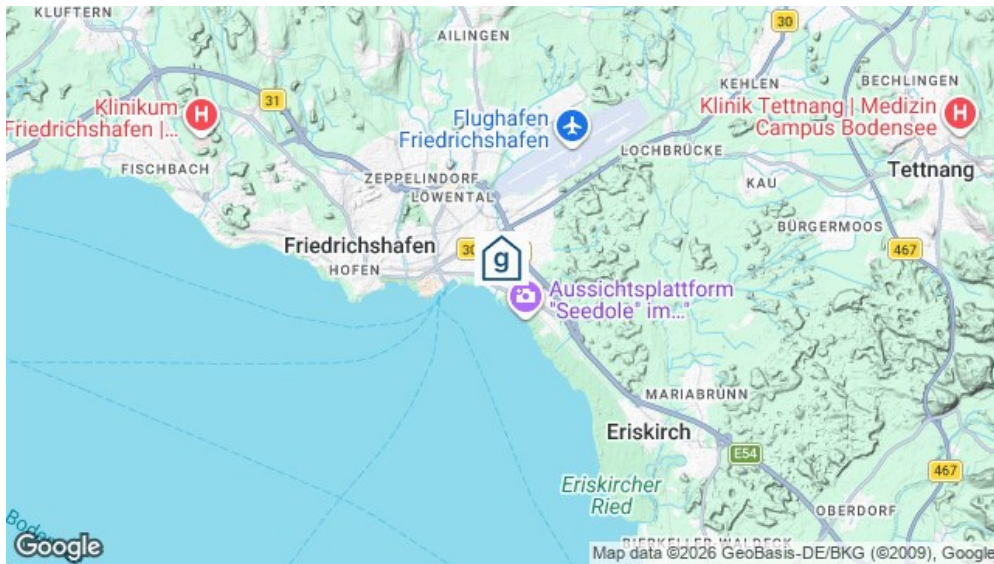 KLUFTERN
AILINGEN
30
KEHLEN
BECHLINGEN
31
Klinikum
Friedrichshafen |...
H
Flughafen
Friedrichshafen
Klinik Tettnang | Medizin
Campus Bodensee
H
LOCHBRÜCKE
FISCHBACH
ZEPPELINDORF
LÖWENTAL
KAU
Tettnang
BÜRGERMOOS
Friedrichshafen
30
g
467
HOFEN
Aussichtsplattform
"Seedole" im..."
MARIABRUNN
Eriskirch
E54
467
Eriskircher
Ried
OBERDORF
BIERKELLER-WALDECK
Google
Map data ©2026 GeoBasis-DE/BKG (©2009), Google